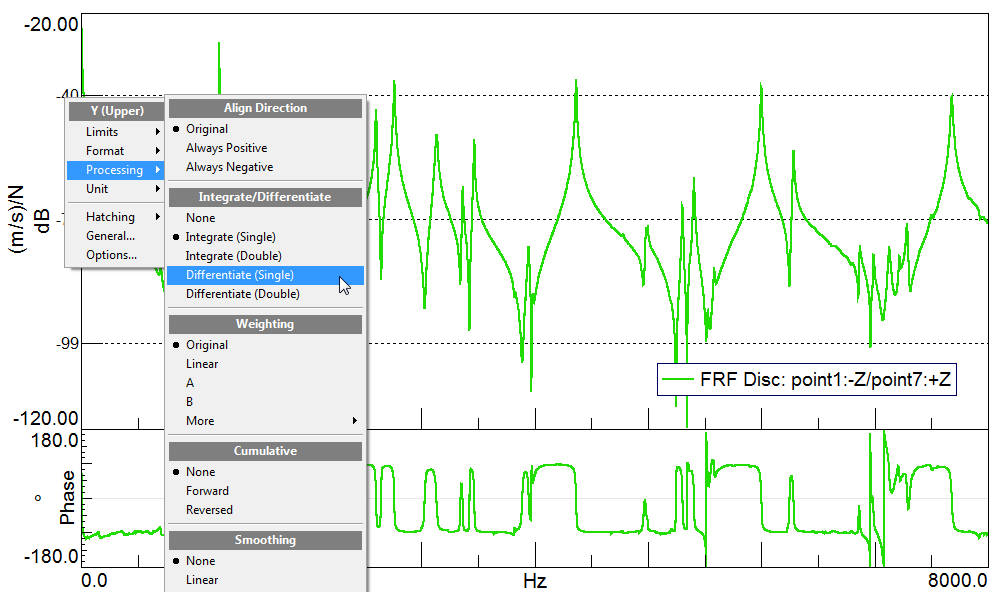 -20.00
-40
(m/s)/N
dB
-99
-120.00
Y (Upper)
Limits
Format
Processing
Unit
Hatching
General...
Options...
Align Direction
Original
Always Positive
Always Negative
Integrate/Differentiate
None
Integrate (Single)
Integrate (Double)
Differentiate (Single)
Differentiate (Double)
Weighting
Original
Linear
A
B
More
Cumulative
None
Forward
Reversed
Smoothing
None
Linear
FRF Disc: point1:-Z/point7:+Z
180.0
Phase
°
-180.0
0.0
Hz
8000.0